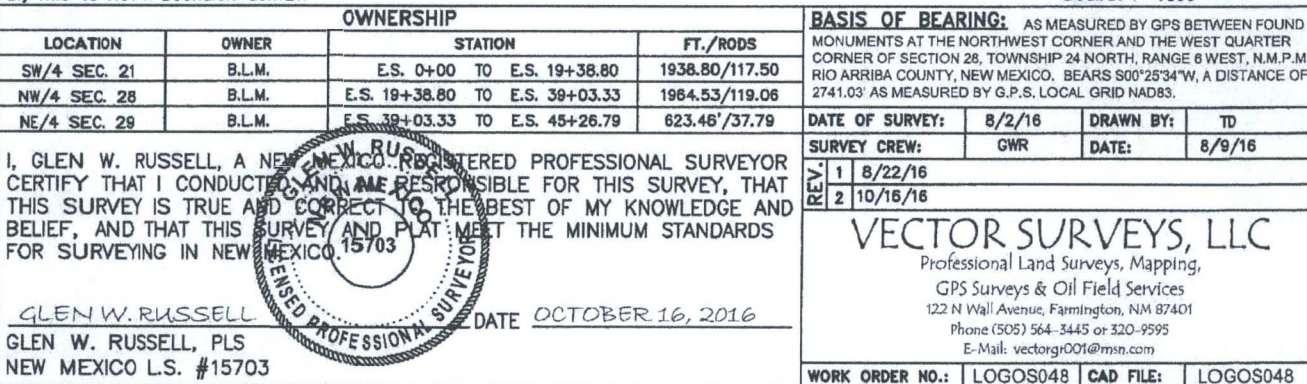 OWNERSHIP
LOCATION OWNER STATION FT./RODS
SW/4 SEC. 21 B.L.M. E.S. 0+00 TO E.S. 19+38.80 1938.80/117.50
NW/4 SEC. 28 B.L.M. E.S. 19+38.80 TO E.S. 39+03.33 1964.53/119.06
NE/4 SEC. 29 B.L.M. E.S. 39+03.33 TO E.S. 45+26.79 623.46'/37.79
I, GLEN W. RUSSELL, A NEW MEXICO REGISTERED PROFESSIONAL SURVEYOR
CERTIFY THAT I CONDUCTED AND AM RESPONSIBLE FOR THIS SURVEY, THAT
THIS SURVEY IS TRUE AND CORRECT TO THE BEST OF MY KNOWLEDGE AND
BELIEF, AND THAT THIS SURVEY AND PLAT MEET THE MINIMUM STANDARDS
FOR SURVEYING IN NEW MEXICO.
GLEN W. RUSSELL
NEW MEXICO
15703
LICENSED PROFESSIONAL SURVEYOR
GLEN W. RUSSELL DATE OCTOBER 16, 2016
GLEN W. RUSSELL, PLS
NEW MEXICO L.S. #15703
BASIS OF BEARING: AS MEASURED BY GPS BETWEEN FOUND
MONUMENTS AT THE NORTHWEST CORNER AND THE WEST QUARTER
CORNER OF SECTION 28, TOWNSHIP 24 NORTH, RANGE 6 WEST, N.M.P.M
RIO ARRIBA COUNTY, NEW MEXICO. BEARS S00°25'34"W, A DISTANCE OF
2741.03' AS MEASURED BY G.P.S. LOCAL GRID NAD83.
DATE OF SURVEY: 8/2/16 DRAWN BY: TD
SURVEY CREW: GWR DATE: 8/9/16
REV. 1 8/22/16
2 10/16/16
VECTOR SURVEYS, LLC
Professional Land Surveys, Mapping,
GPS Surveys & Oil Field Services
122 N Wall Avenue, Farmington, NM 87401
Phone (505) 564-3445 or 320-9595
E-Mail: vectorgr001@msn.com
WORK ORDER NO.: LOGOS048 CAD FILE: LOGOS048